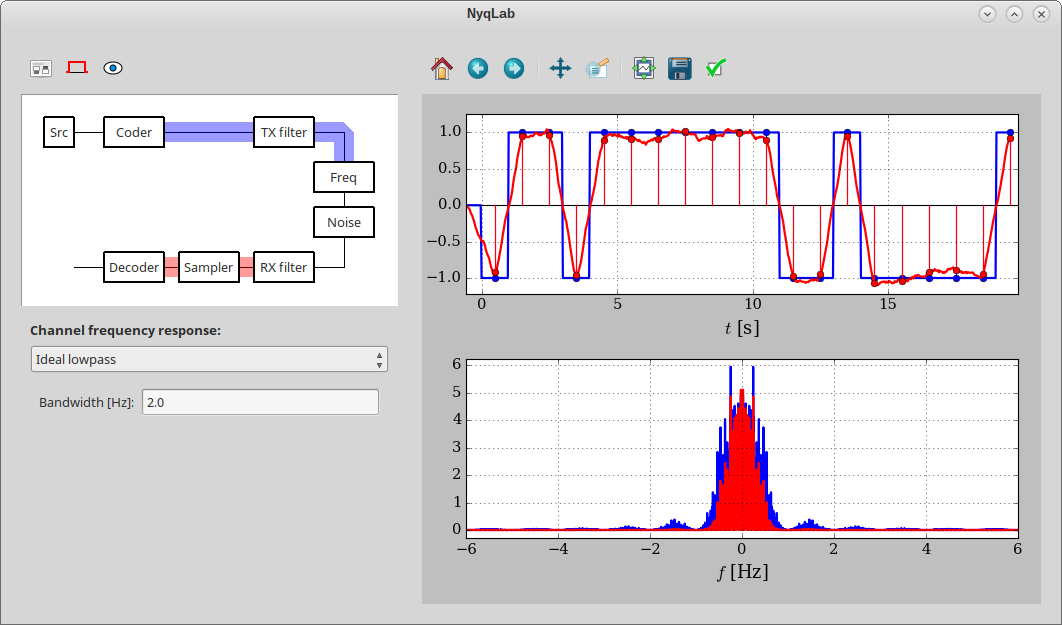 NyqLab
Src
Coder
TX filter
Freq
Noise
Decoder
Sampler
RX filter
Channel frequency response:
Ideal lowpass
Bandwidth [Hz]:
2.0
1.0
0.5
0.0
−0.5
−1.0
0 5 10 15
t [s]
6
5
4
3
2
1
0
−6 −4 −2 0 2 4 6
f [Hz]